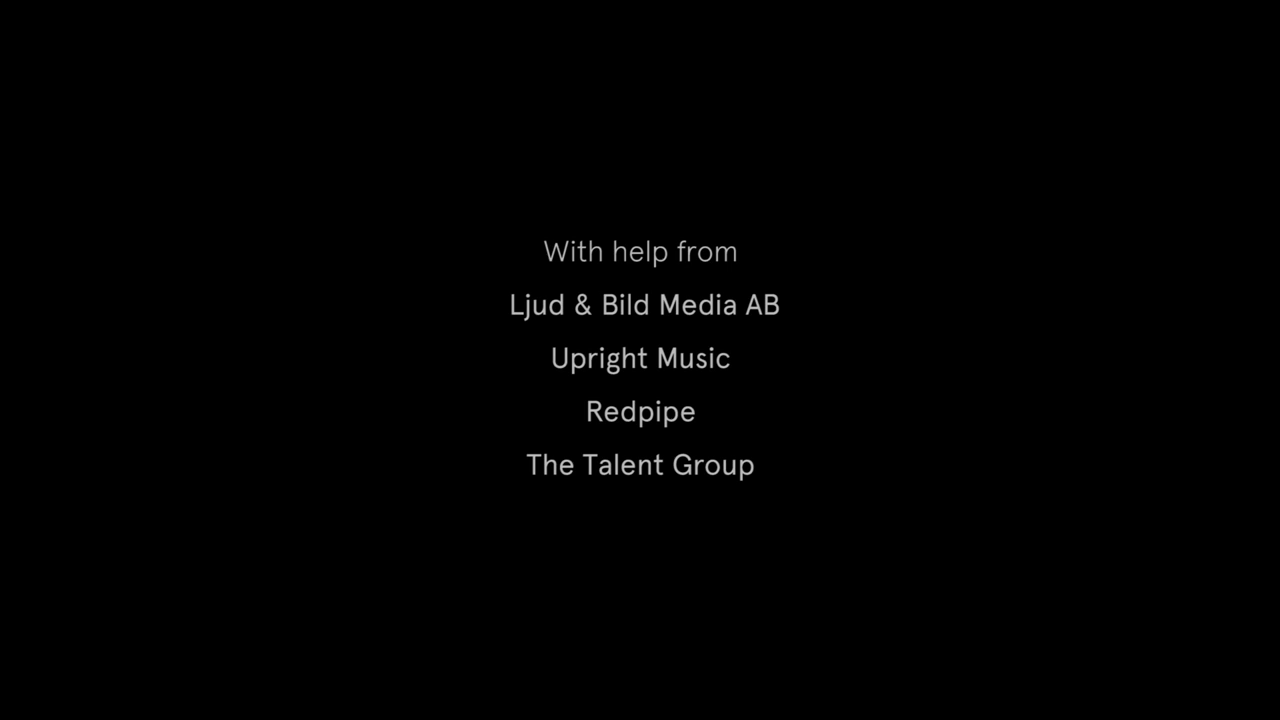 With help from
Ljud & Bild Media AB
Upright Music
Redpipe
The Talent Group